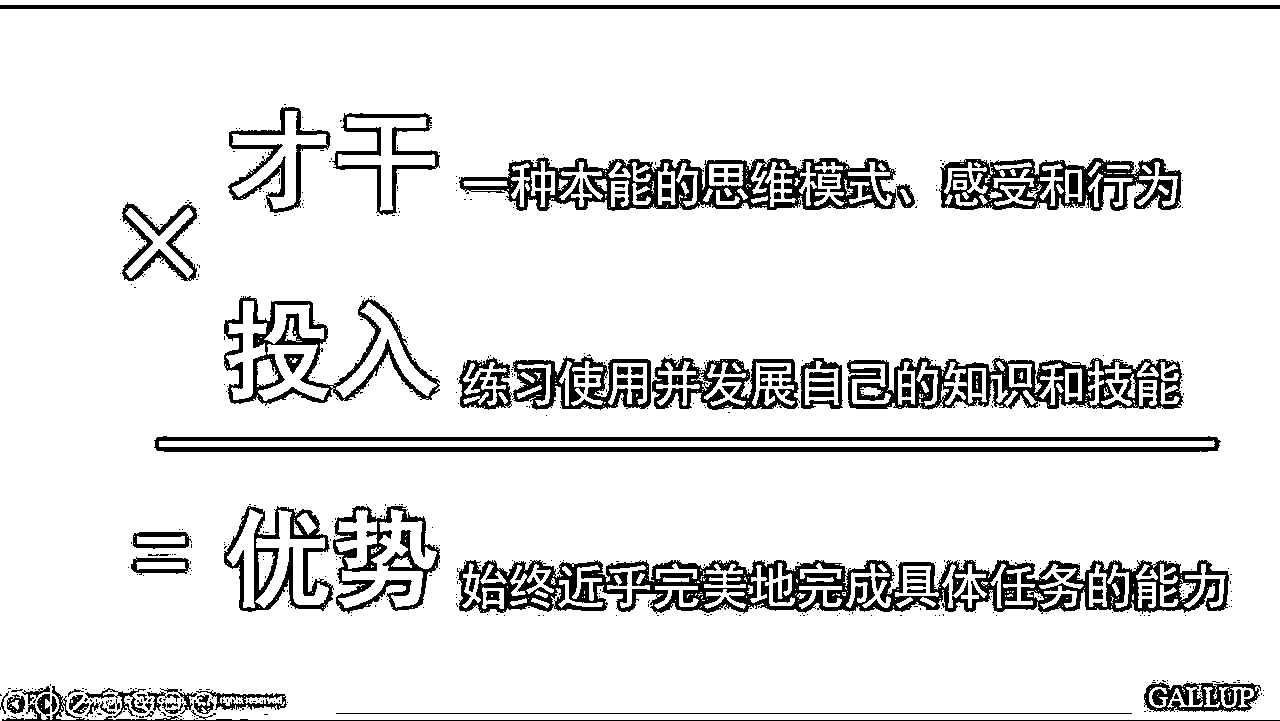 才干 一种本能的思维模式、感受和行为
×
投入 练习使用并发展自己的知识和技能
= 优势 始终近乎完美地完成具体任务的能力
rights reserved.
GALLUP